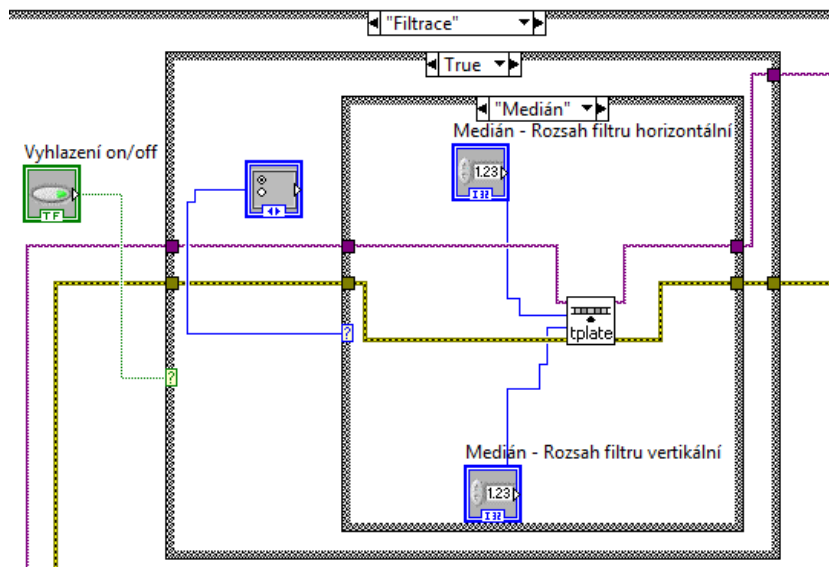 "Filtrace"
True
"Medián"
Medián - Rozsah filtru horizontální
Vyhlazení on/off
1.23
I32
TF
?
tplate
?
Medián - Rozsah filtru vertikální
1.23
I32